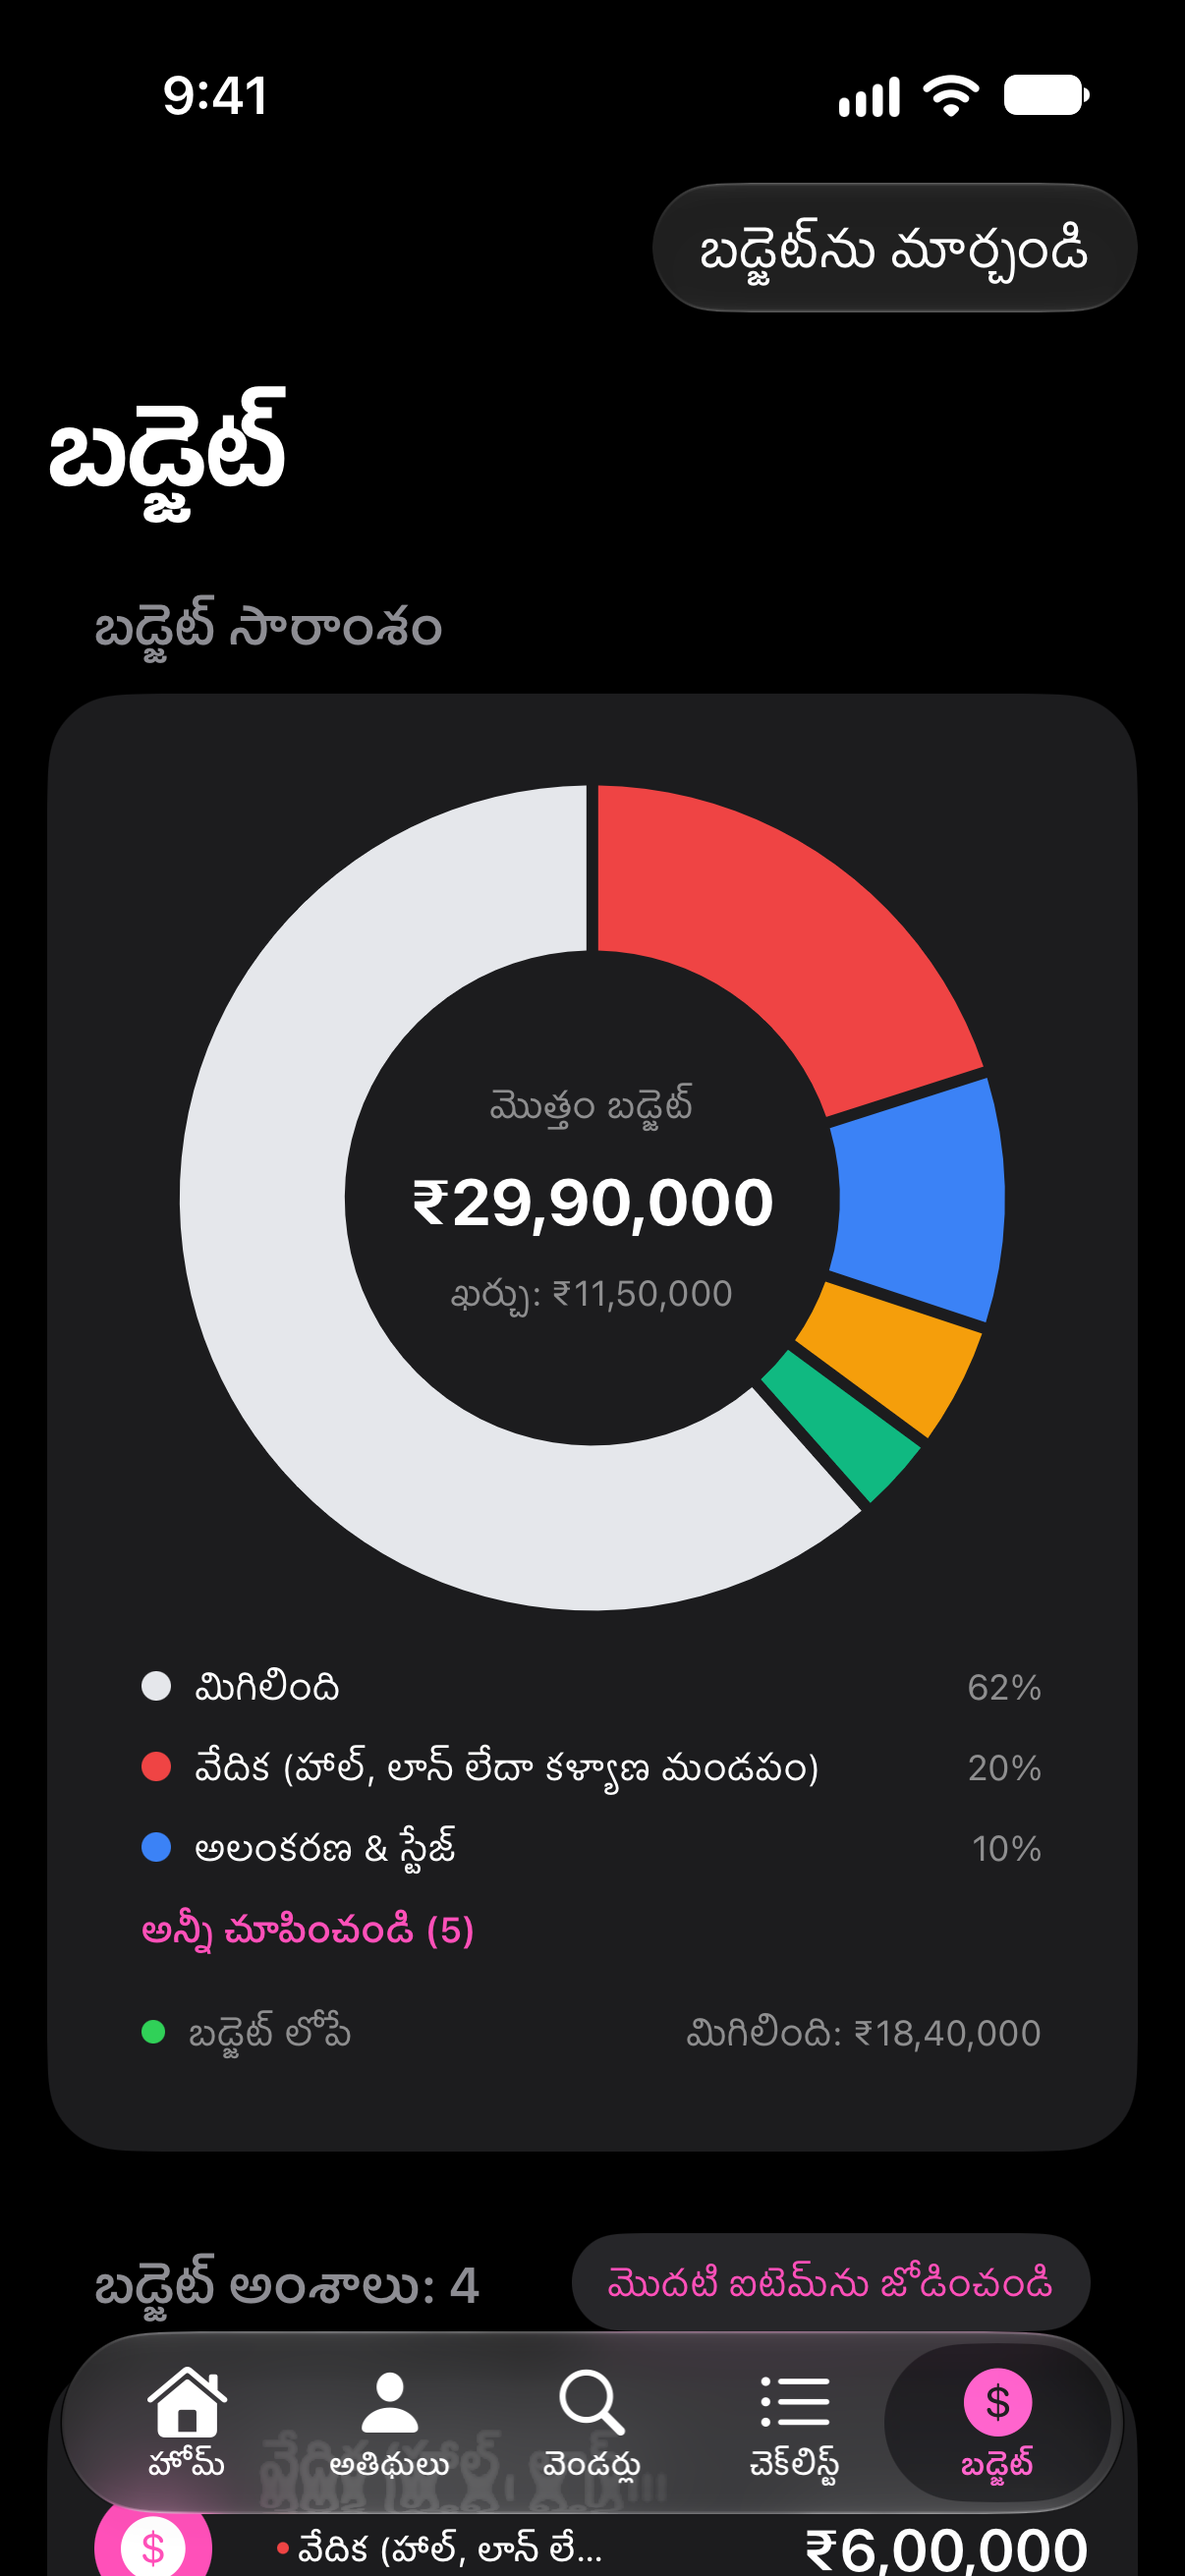 9:41
బడ్జెట్‌ను మార్చండి
బడ్జెట్
బడ్జెట్ సారాంశం
మొత్తం బడ్జెట్
₹29,90,000
ఖర్చు: ₹11,50,000
మిగిలింది 62%
వేదిక (హాల్, లాన్ లేదా కళ్యాణ మండపం) 20%
అలంకరణ & స్టేజ్ 10%
అన్నీ చూపించండి (5)
బడ్జెట్ లోపే మిగిలింది: ₹18,40,000
బడ్జెట్ అంశాలు: 4 మొదటి ఐటెమ్‌ను జోడించండి
హోమ్ అతిథులు వెండర్లు చెక్‌లిస్ట్ బడ్జెట్
వేదిక (హాల్, లాన్ లే... ₹6,00,000